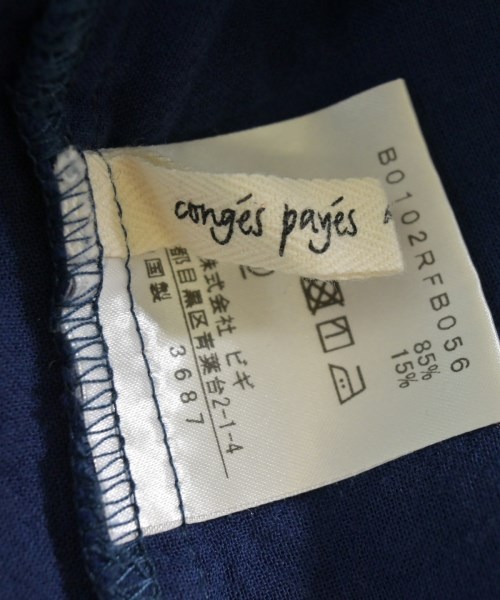 congés payés
B0102RFB056
85%
15%
株式会社 ビギ
都目黒区青葉台2-1-4
国製
3687